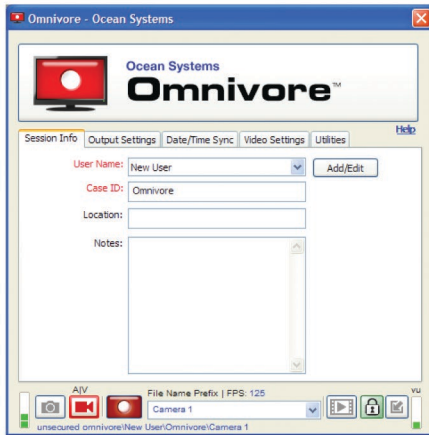 Omnivore - Ocean Systems
Ocean Systems
Omnivore™
Help
Session Info Output Settings Date/Time Sync Video Settings Utilities
User Name: New User Add/Edit
Case ID: Omnivore
Location:
Notes:
A|V File Name Prefix | FPS: 125 vu
Camera 1
unsecured omnivore\New User\Omnivore\Camera 1